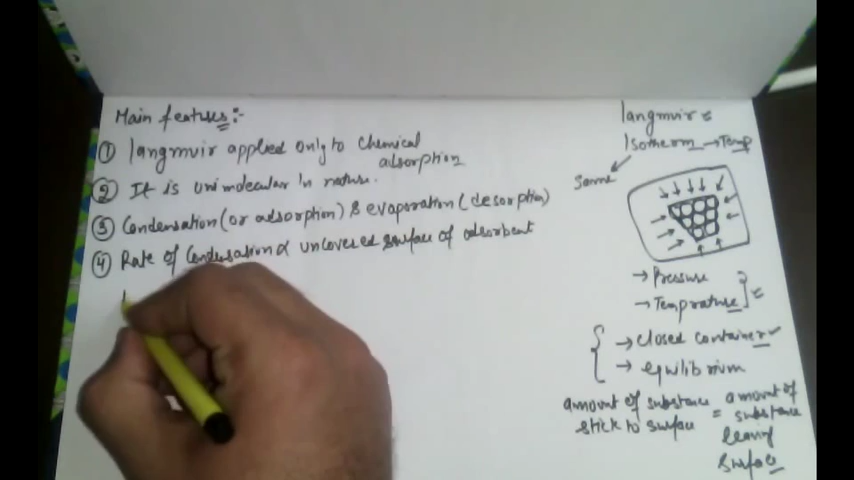 Main features:-
① langmuir applied only to chemical
adsorption
② It is unimolecular in nature.
③ Condensation (or adsorption) & evaporation (desorption)
④ Rate of Condensation ∝ uncovered surface of adsorbent
langmuir =
Isotherm → Temp
Same
→ Pressure
→ Temprature } =
{ → closed container
→ eqilibrium
amount of substance = amount of
stick to surface substance
leaving
surface